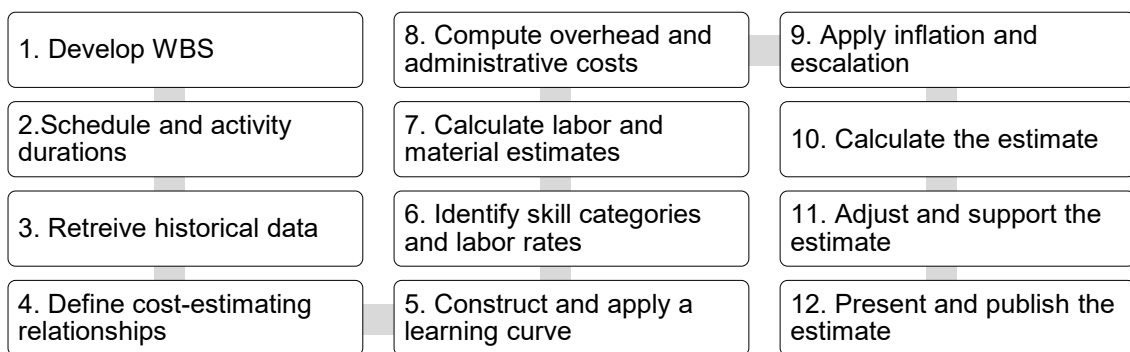 1. Develop WBS
2.Schedule and activity
durations
3. Retreive historical data
4. Define cost-estimating
relationships
5. Construct and apply a
learning curve
6. Identify skill categories
and labor rates
7. Calculate labor and
material estimates
8. Compute overhead and
administrative costs
9. Apply inflation and
escalation
10. Calculate the estimate
11. Adjust and support the
estimate
12. Present and publish the
estimate